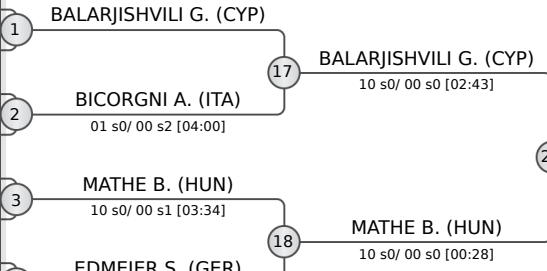 BALARJISHVILI G. (CYP)
1
BALARJISHVILI G. (CYP)
17
10 s0/ 00 s0 [02:43]
BICORGNI A. (ITA)
2
01 s0/ 00 s2 [04:00]
MATHE B. (HUN)
3
10 s0/ 00 s1 [03:34]
MATHE B. (HUN)
18
10 s0/ 00 s0 [00:28]
EDMEIER S. (GER)